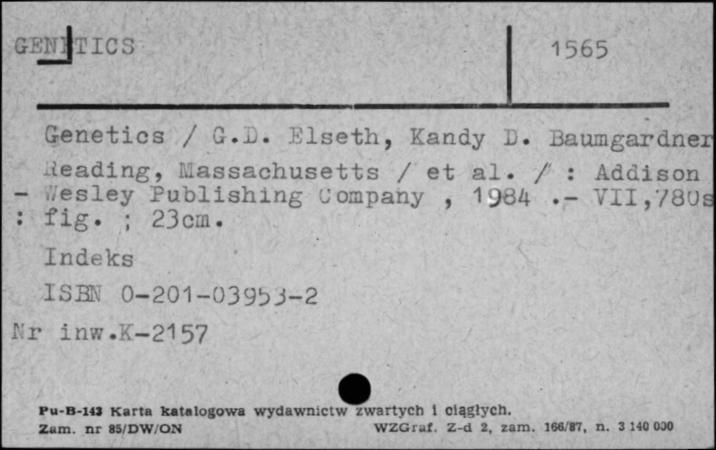 GENETICS 1565
Genetics / G.D. Elseth, Kandy D. Baumgardner
Reading, Massachusetts / et al. / : Addison
- Wesley Publishing Company , 1984 .- VII,780s
: fig. ; 23cm.
Indeks
ISBN 0-201-03953-2
Nr inw.K-2157
Pu-B-143 Karta katalogowa wydawnictw zwartych i ciągłych.
Zam. nr 85/DW/ON WZGraf. Z-d 2, zam. 166/87, n. 3 140 000